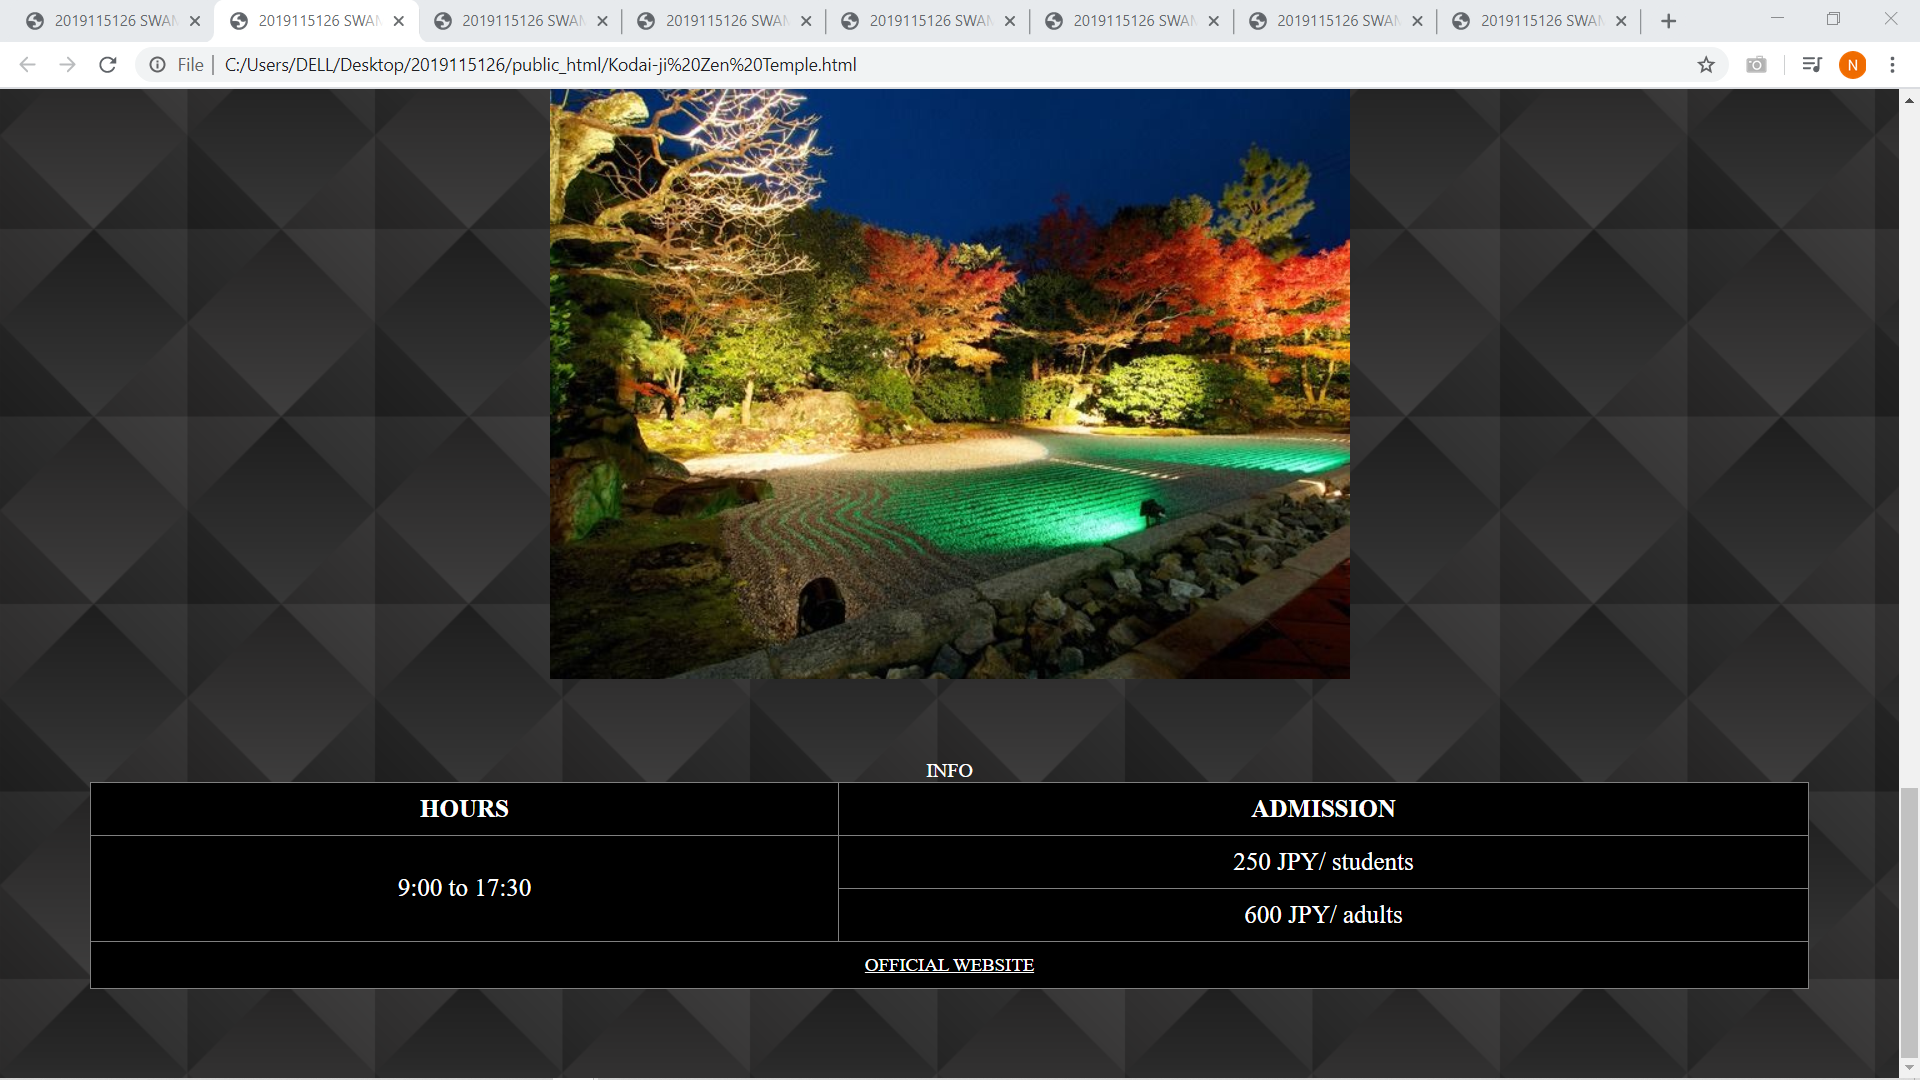 2019115126 SWAN
2019115126 SWAN
2019115126 SWAN
2019115126 SWAN
2019115126 SWAN
2019115126 SWAN
2019115126 SWAN
2019115126 SWAN
File
C:/Users/DELL/Desktop/2019115126/public_html/Kodai-ji%20Zen%20Temple.html
N
INFO
HOURS
ADMISSION
9:00 to 17:30
250 JPY/ students
600 JPY/ adults
OFFICIAL WEBSITE